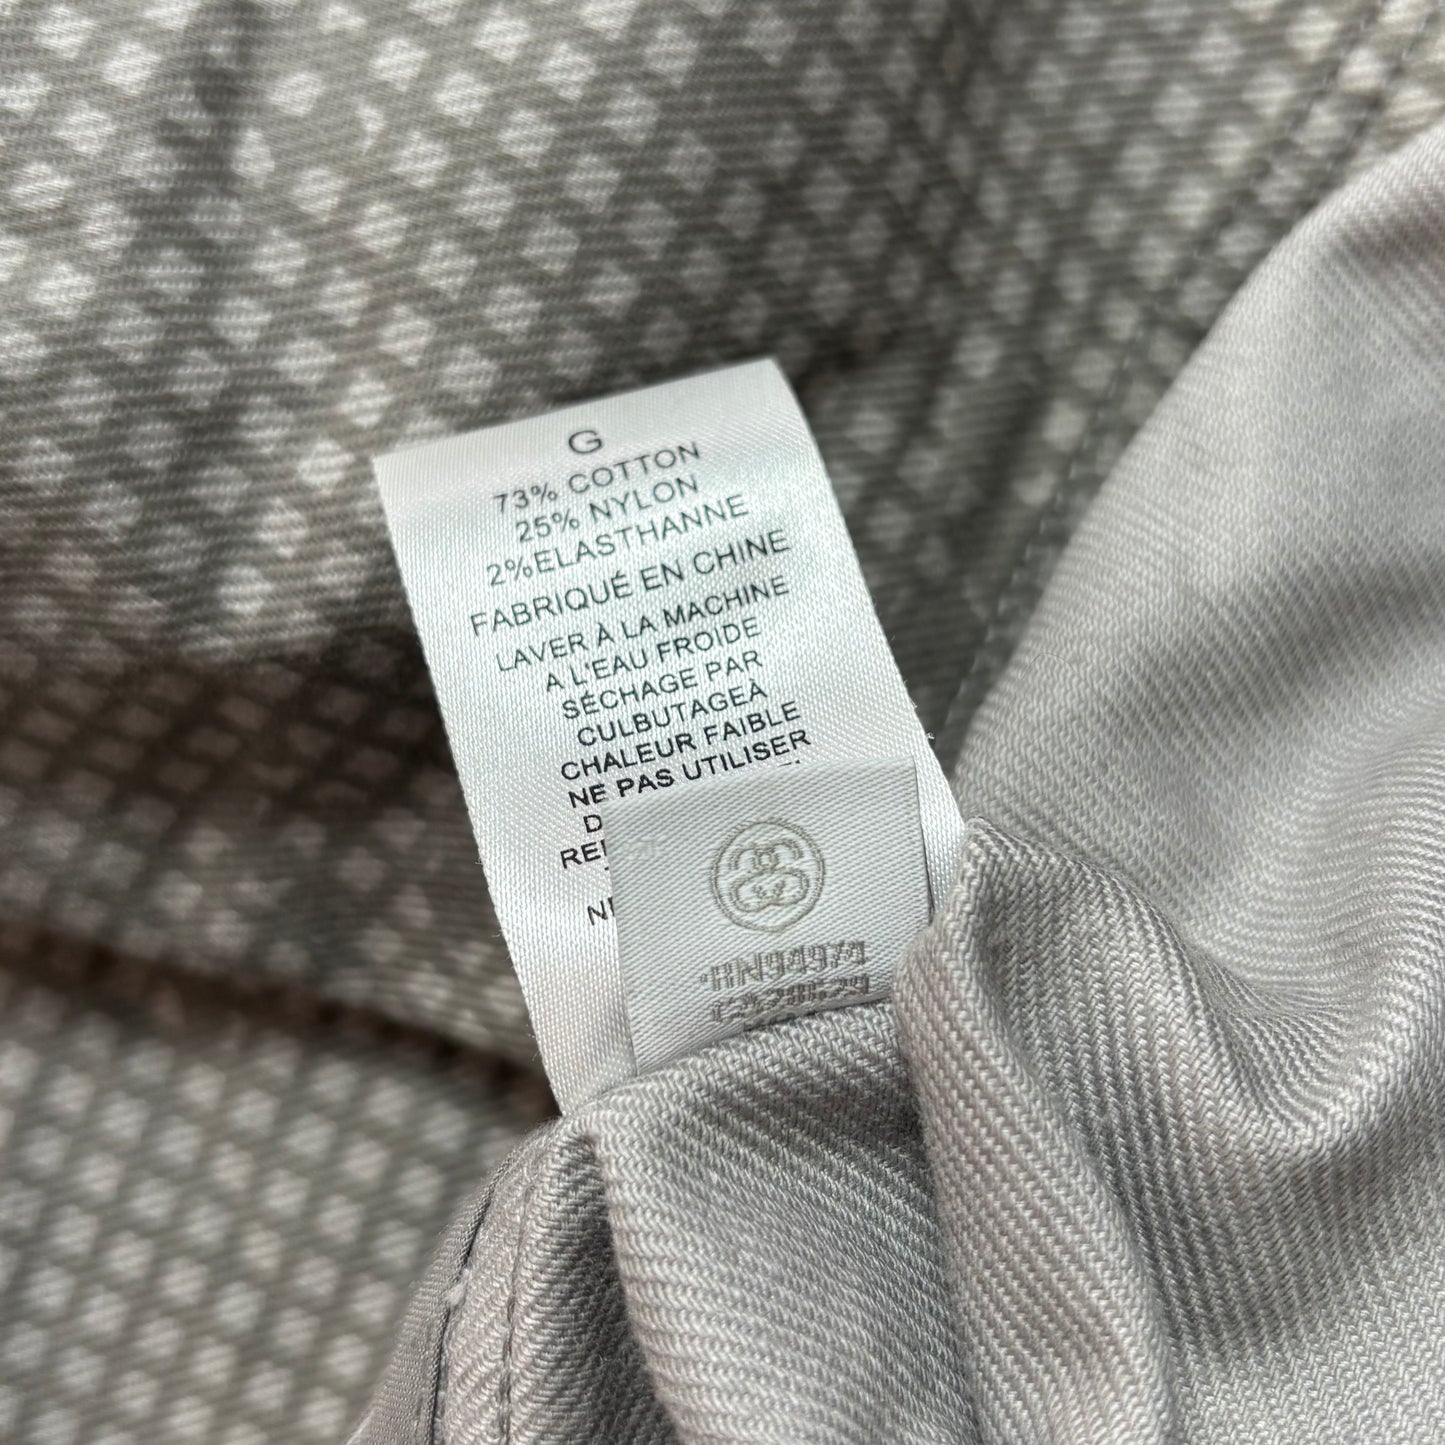 G
73% COTTON
25% NYLON
2%ELASTHANNE
FABRIQUÉ EN CHINE
LAVER À LA MACHINE
A L'EAU FROIDE
SÉCHAGE PAR
CULBUTAGEÀ
CHALEUR FAIBLE
NE PAS UTILISER